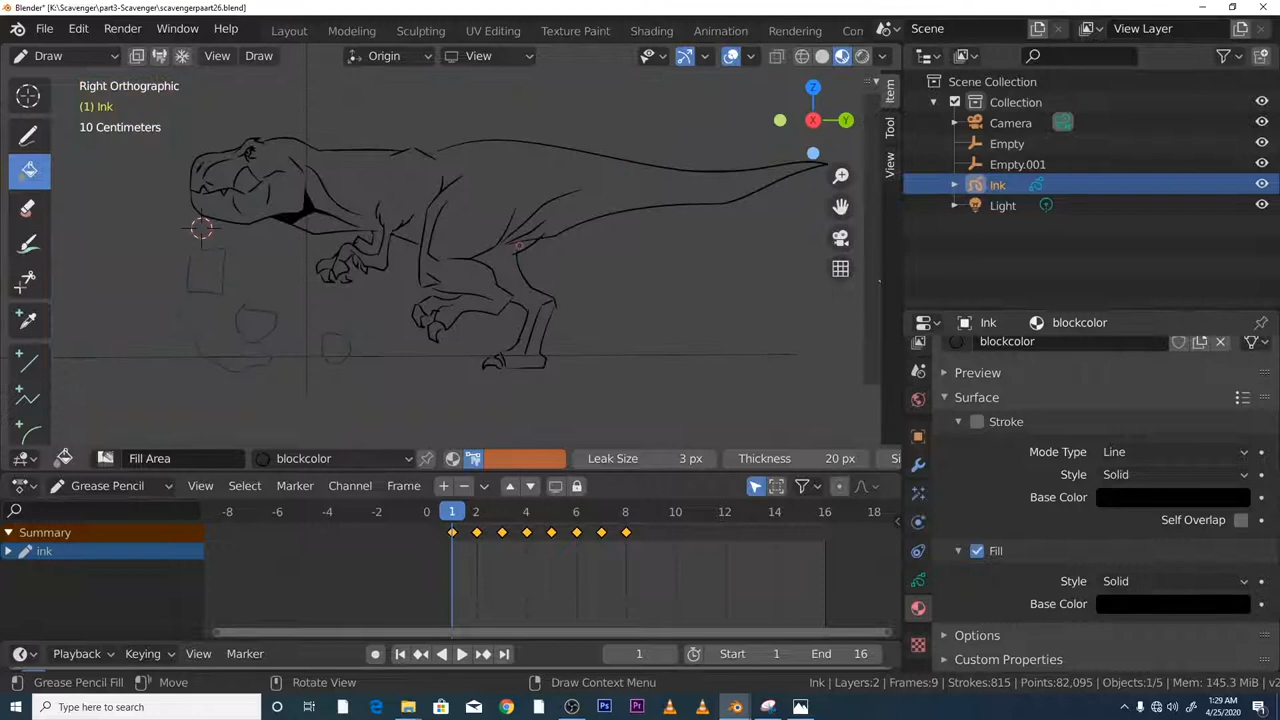 Blender* [K:\Scavenger\part3-Scavenger\scavengerpaart26.blend]
File Edit Render Window Help Layout Modeling Sculpting UV Editing Texture Paint Shading Animation Rendering Con Scene View Layer
Draw View Draw Origin View
Right Orthographic
(1) Ink
10 Centimeters
Z
X
Y
Item
Tool
View
Scene Collection
Collection
Camera
Empty
Empty.001
Ink
Light
Ink blockcolor
blockcolor
Preview
Surface
Stroke
Mode Type Line
Style Solid
Base Color
Self Overlap
Fill
Style Solid
Base Color
Options
Custom Properties
Fill Area blockcolor Leak Size 3 px Thickness 20 px Si
Grease Pencil View Select Marker Channel Frame
-8 -6 -4 -2 0 1 2 4 6 8 10 12 14 16 18
Summary
ink
Playback Keying View Marker 1 Start 1 End 16
Grease Pencil Fill Move Rotate View Draw Context Menu Ink | Layers:2 | Frames:9 | Strokes:815 | Points:82,095 | Objects:1/5 | Mem: 145.3 MiB | v2
Type here to search
1:29 AM
4/25/2020